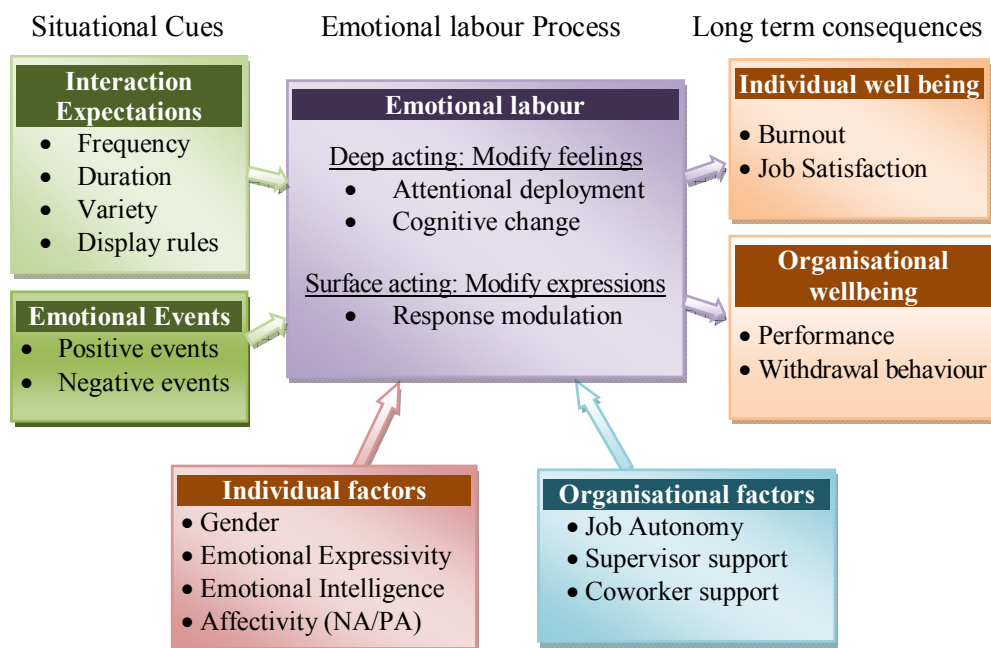 Situational Cues
Emotional labour Process
Long term consequences
Interaction
Expectations
• Frequency
• Duration
• Variety
• Display rules
Emotional Events
• Positive events
• Negative events
Emotional labour
Deep acting: Modify feelings
• Attentional deployment
• Cognitive change
Surface acting: Modify expressions
• Response modulation
Individual well being
• Burnout
• Job Satisfaction
Organisational
wellbeing
• Performance
• Withdrawal behaviour
Individual factors
• Gender
• Emotional Expressivity
• Emotional Intelligence
• Affectivity (NA/PA)
Organisational factors
• Job Autonomy
• Supervisor support
• Coworker support